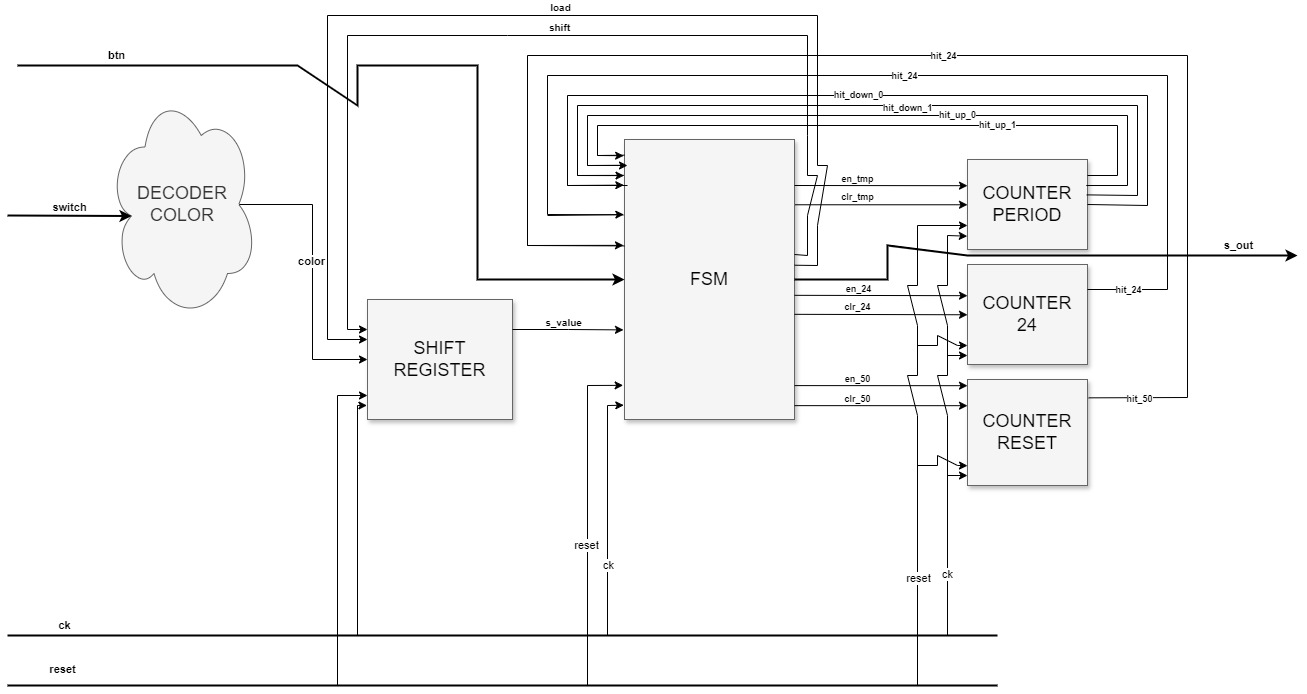 load
shift
btn
hit_24
hit_24
hit_down_0
hit_down_1
hit_up_0
hit_up_1
DECODER
COLOR
switch
en_tmp
clr_tmp
COUNTER
PERIOD
color
FSM
s_out
en_24
clr_24
COUNTER
24
hit_24
s_value
SHIFT
REGISTER
en_50
clr_50
COUNTER
RESET
hit_50
reset
ck
reset
ck
ck
reset